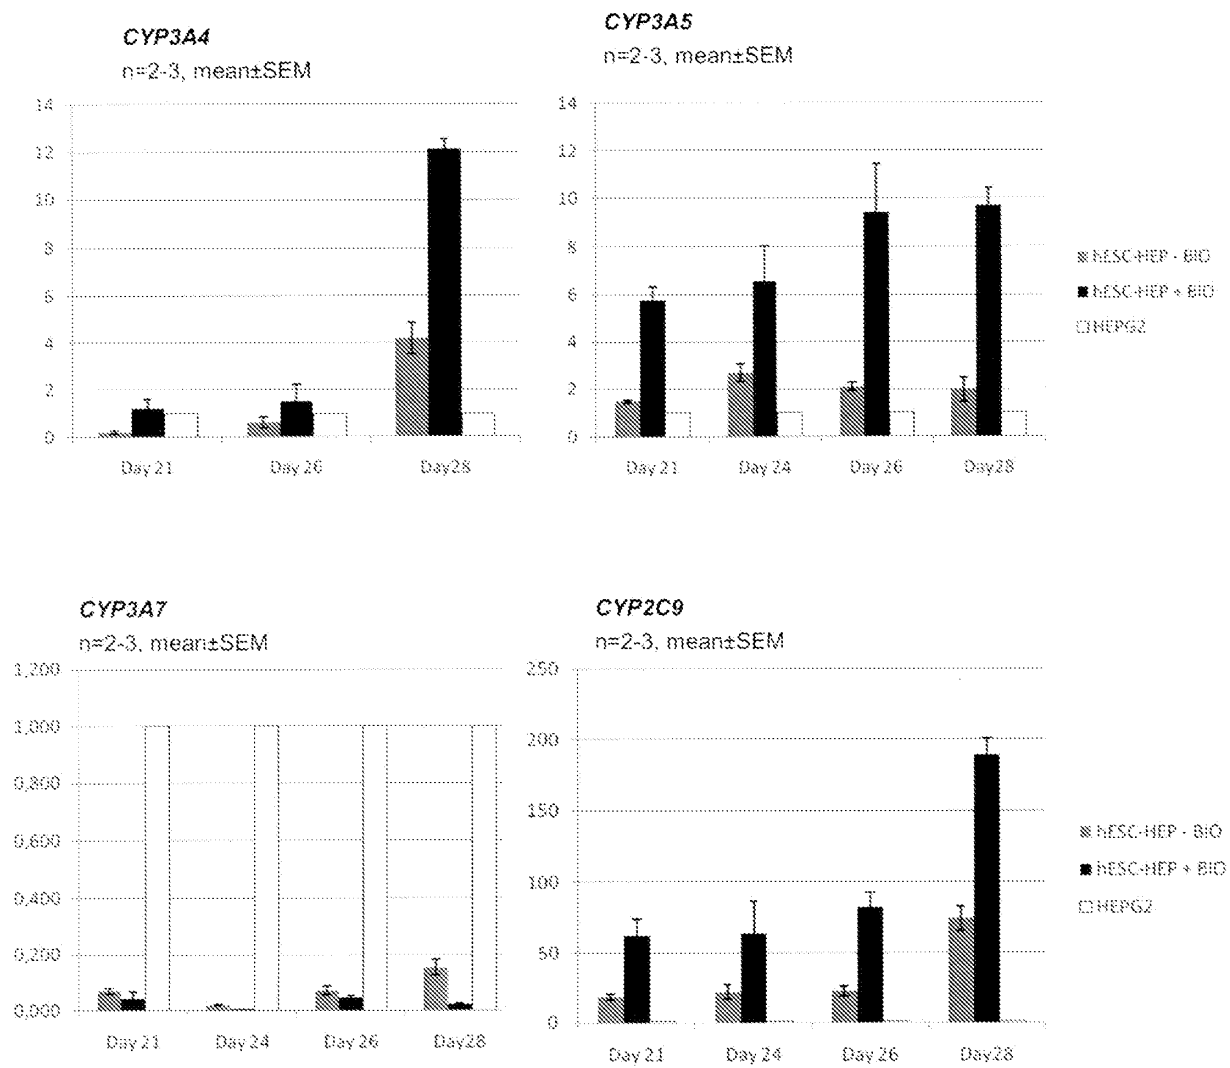 CYP3A4
n=2-3, mean±SEM
14
12
10
8
6
4
2
0
Day 21
Day 26
Day28
CYP3A5
n=2-3, mean±SEM
14
12
10
8
6
4
2
0
Day 21
Day 24
Day 26
Day28
hESC-HEP - BIO
hESC-HEP + BIO
HEPG2
CYP3A7
n=2-3, mean±SEM
1,200
1,000
0,800
0,600
0,400
0,200
0,000
Day 21
Day 24
Day 26
Day28
CYP2C9
n=2-3, mean±SEM
250
200
150
100
50
0
Day 21
Day 24
Day 26
Day28
hESC-HEP - BIO
hESC-HEP + BIO
HEPG2